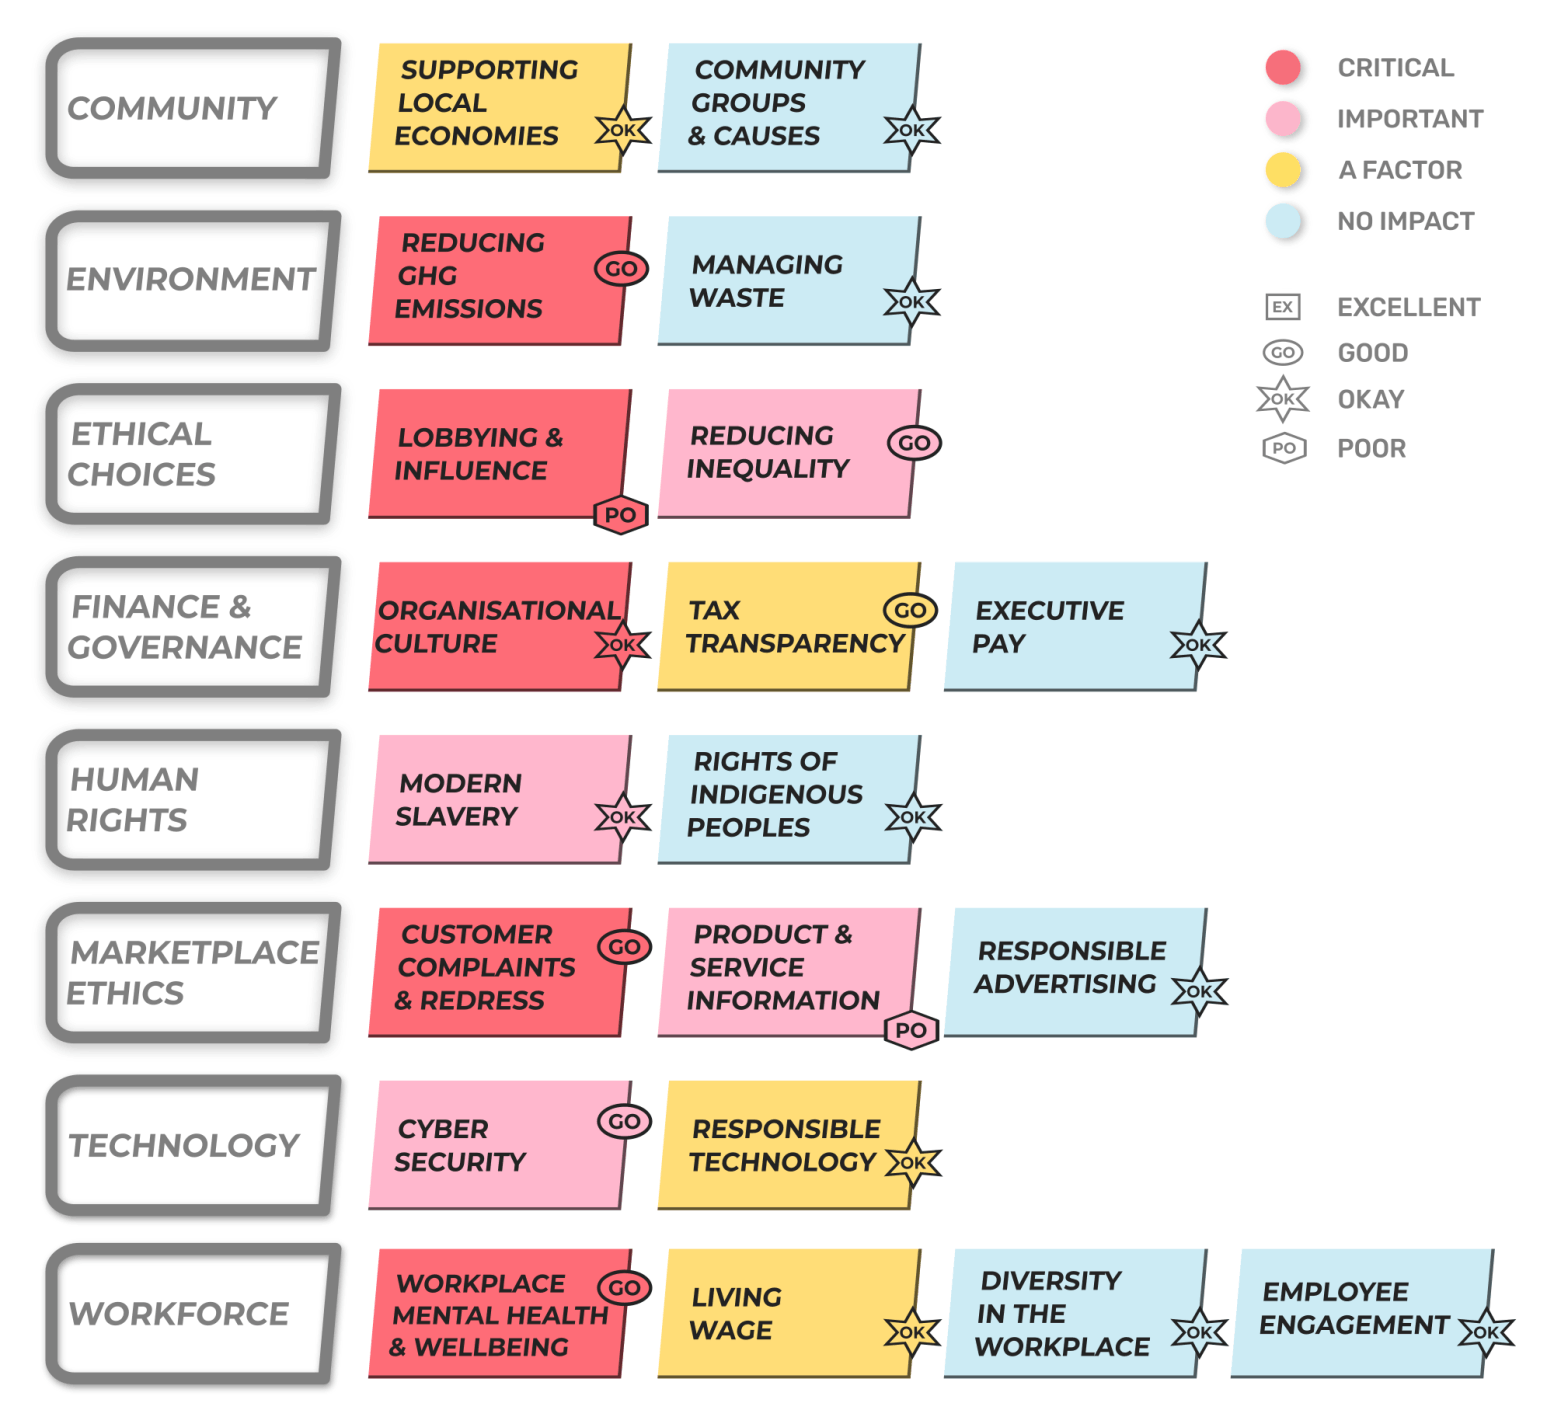 COMMUNITY
SUPPORTING
LOCAL
ECONOMIES
OK
COMMUNITY
GROUPS
& CAUSES
OK
CRITICAL
IMPORTANT
A FACTOR
NO IMPACT
EX
EXCELLENT
GO
GOOD
OK
OKAY
PO
POOR
ENVIRONMENT
REDUCING
GHG
EMISSIONS
GO
MANAGING
WASTE
OK
ETHICAL
CHOICES
LOBBYING &
INFLUENCE
PO
REDUCING
INEQUALITY
GO
FINANCE &
GOVERNANCE
ORGANISATIONAL
CULTURE
OK
TAX
TRANSPARENCY
GO
EXECUTIVE
PAY
OK
HUMAN
RIGHTS
MODERN
SLAVERY
OK
RIGHTS OF
INDIGENOUS
PEOPLES
OK
MARKETPLACE
ETHICS
CUSTOMER
COMPLAINTS
& REDRESS
GO
PRODUCT &
SERVICE
INFORMATION
PO
RESPONSIBLE
ADVERTISING
OK
TECHNOLOGY
CYBER
SECURITY
GO
RESPONSIBLE
TECHNOLOGY
OK
WORKFORCE
WORKPLACE
MENTAL HEALTH
& WELLBEING
GO
LIVING
WAGE
OK
DIVERSITY
IN THE
WORKPLACE
OK
EMPLOYEE
ENGAGEMENT
OK